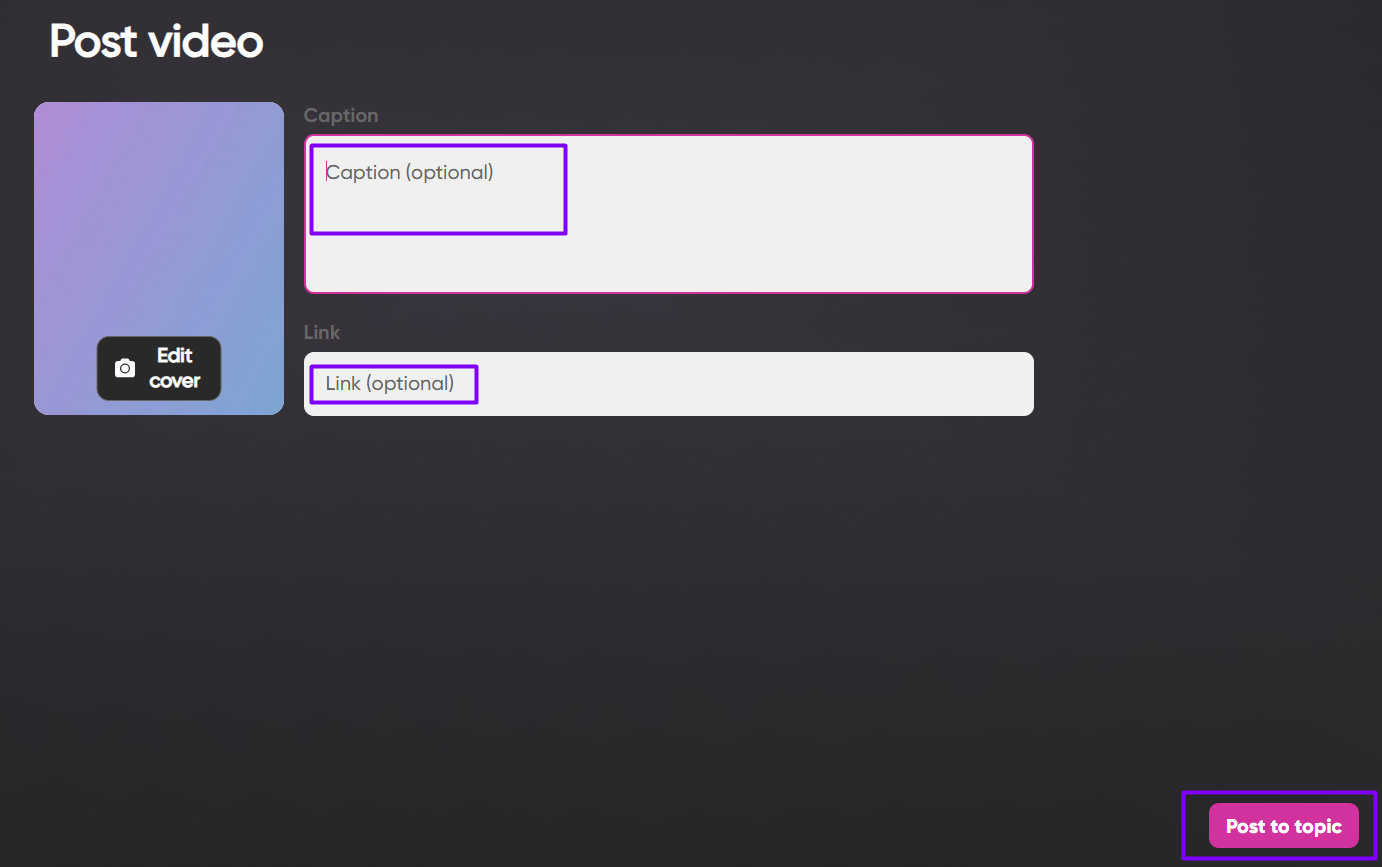 Post video
Caption
Caption (optional)
Link
Link (optional)
Edit
cover
Post to topic